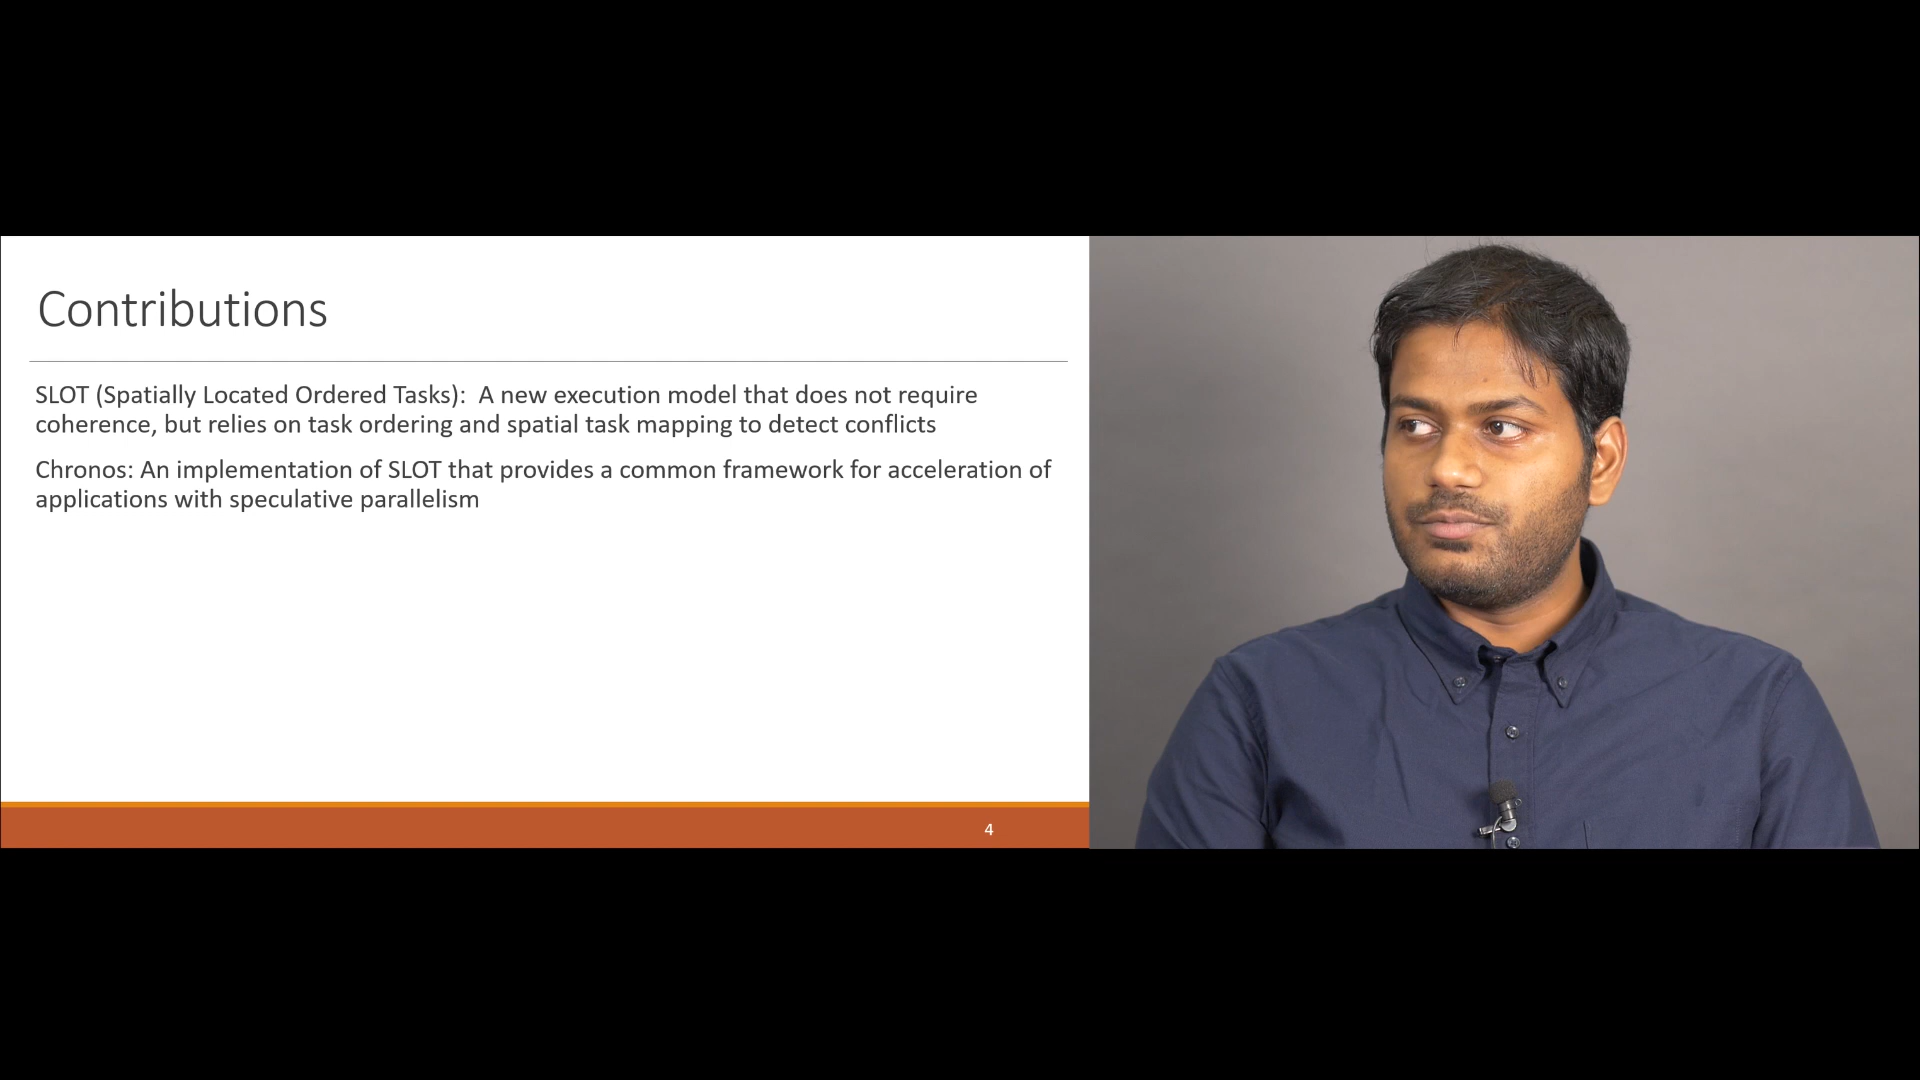 Contributions
SLOT (Spatially Located Ordered Tasks):  A new execution model that does not require
coherence, but relies on task ordering and spatial task mapping to detect conflicts
Chronos: An implementation of SLOT that provides a common framework for acceleration of
applications with speculative parallelism
4